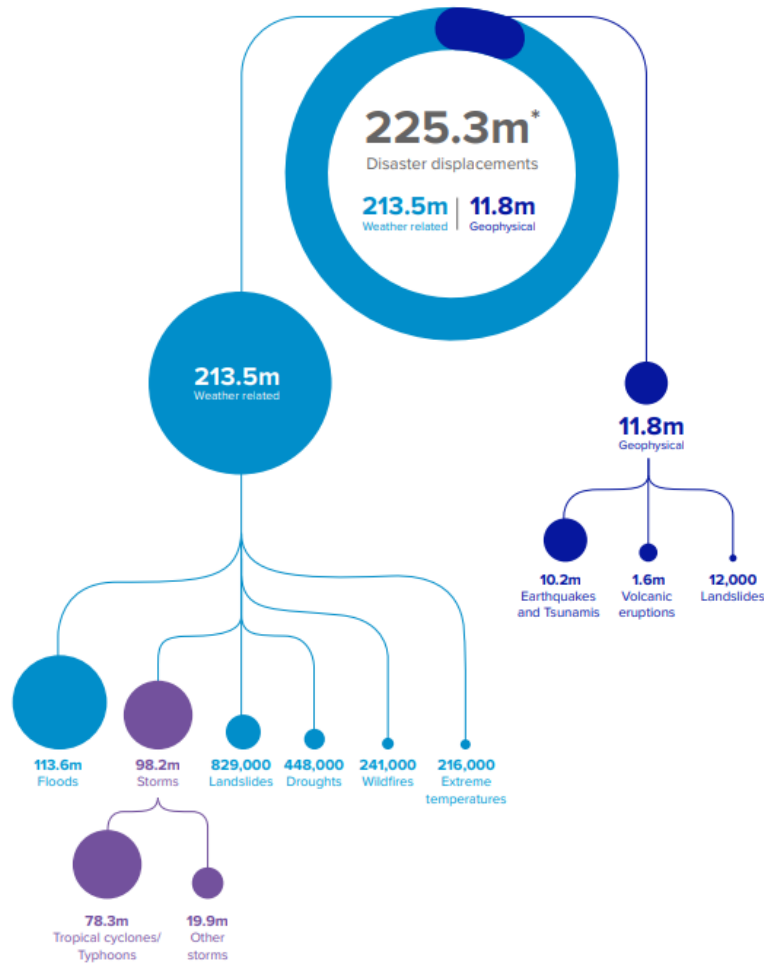 225.3m*
Disaster displacements
213.5m | 11.8m
Weather related | Geophysical
213.5m
Weather related
11.8m
Geophysical
10.2m
Earthquakes
and Tsunamis
1.6m
Volcanic
eruptions
12,000
Landslides
113.6m
Floods
98.2m
Storms
829,000
Landslides
448,000
Droughts
241,000
Wildfires
216,000
Extreme
temperatures
78.3m
Tropical cyclones/
Typhoons
19.9m
Other
storms